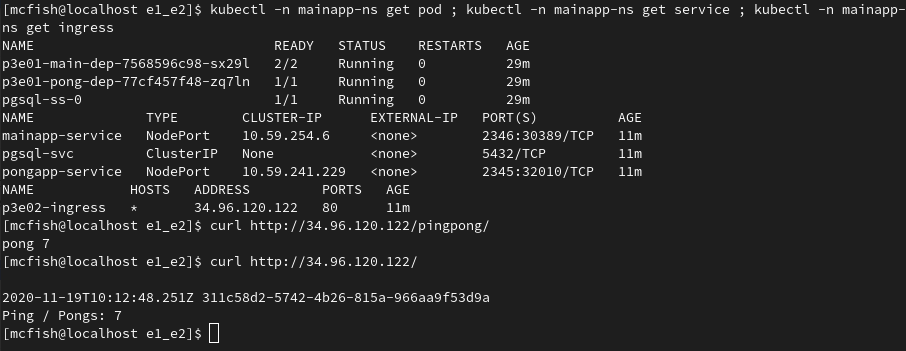 [mcfish@localhost e1_e2]$ kubectl -n mainapp-ns get pod ; kubectl -n mainapp-ns get service ; kubectl -n mainapp-
ns get ingress
NAME                             READY   STATUS    RESTARTS   AGE
p3e01-main-dep-7568596c98-sx29l   2/2     Running   0          29m
p3e01-pong-dep-77cf457f48-zq7ln   1/1     Running   0          29m
pgsql-ss-0                        1/1     Running   0          29m
NAME              TYPE        CLUSTER-IP      EXTERNAL-IP   PORT(S)          AGE
mainapp-service   NodePort    10.59.254.6     <none>        2346:30389/TCP   11m
pgsql-svc         ClusterIP   None            <none>        5432/TCP         11m
pongapp-service   NodePort    10.59.241.229   <none>        2345:32010/TCP   11m
NAME            HOSTS   ADDRESS         PORTS   AGE
p3e02-ingress   *       34.96.120.122   80      11m
[mcfish@localhost e1_e2]$ curl http://34.96.120.122/pingpong/
pong 7
[mcfish@localhost e1_e2]$ curl http://34.96.120.122/
2020-11-19T10:12:48.251Z 311c58d2-5742-4b26-815a-966aa9f53d9a
Ping / Pongs: 7
[mcfish@localhost e1_e2]$